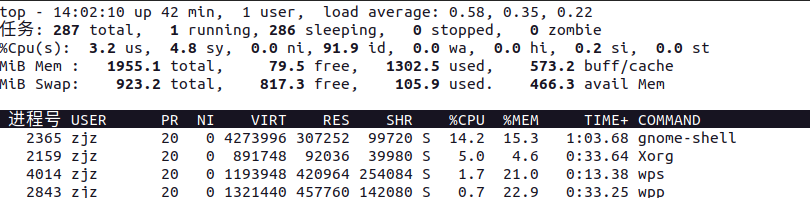 top - 14:02:10 up 42 min,  1 user,  load average: 0.58, 0.35, 0.22
任务: 287 total,   1 running, 286 sleeping,   0 stopped,   0 zombie
%Cpu(s):  3.2 us,  4.8 sy,  0.0 ni, 91.9 id,  0.0 wa,  0.0 hi,  0.2 si,  0.0 st
MiB Mem :   1955.1 total,     79.5 free,   1302.5 used,    573.2 buff/cache
MiB Swap:    923.2 total,    817.3 free,    105.9 used.    466.3 avail Mem
进程号 USER      PR  NI    VIRT    RES    SHR   %CPU  %MEM     TIME+ COMMAND
2365 zjz       20   0 4273996 307252  99720 S  14.2  15.3   1:03.68 gnome-shell
2159 zjz       20   0  891748  92036  39980 S   5.0   4.6   0:33.64 Xorg
4014 zjz       20   0 1193948 420964 254084 S   1.7  21.0   0:13.38 wps
2843 zjz       20   0 1321440 457760 142080 S   0.7  22.9   0:33.25 wpp